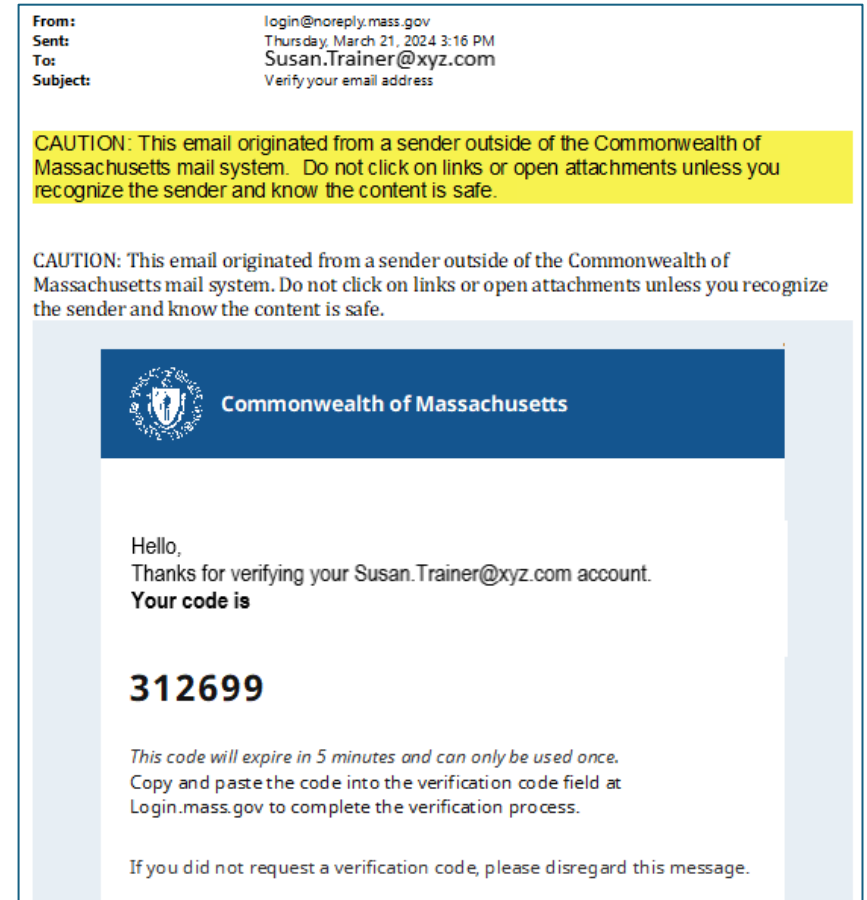 From: login@noreply.mass.gov
Sent: Thursday, March 21, 2024 3:16 PM
To: Susan.Trainer@xyz.com
Subject: Verify your email address
CAUTION: This email originated from a sender outside of the Commonwealth of
Massachusetts mail system. Do not click on links or open attachments unless you
recognize the sender and know the content is safe.
CAUTION: This email originated from a sender outside of the Commonwealth of
Massachusetts mail system. Do not click on links or open attachments unless you recognize
the sender and know the content is safe.
Commonwealth of Massachusetts
Hello,
Thanks for verifying your Susan.Trainer@xyz.com account.
Your code is
312699
This code will expire in 5 minutes and can only be used once.
Copy and paste the code into the verification code field at
Login.mass.gov to complete the verification process.
If you did not request a verification code, please disregard this message.